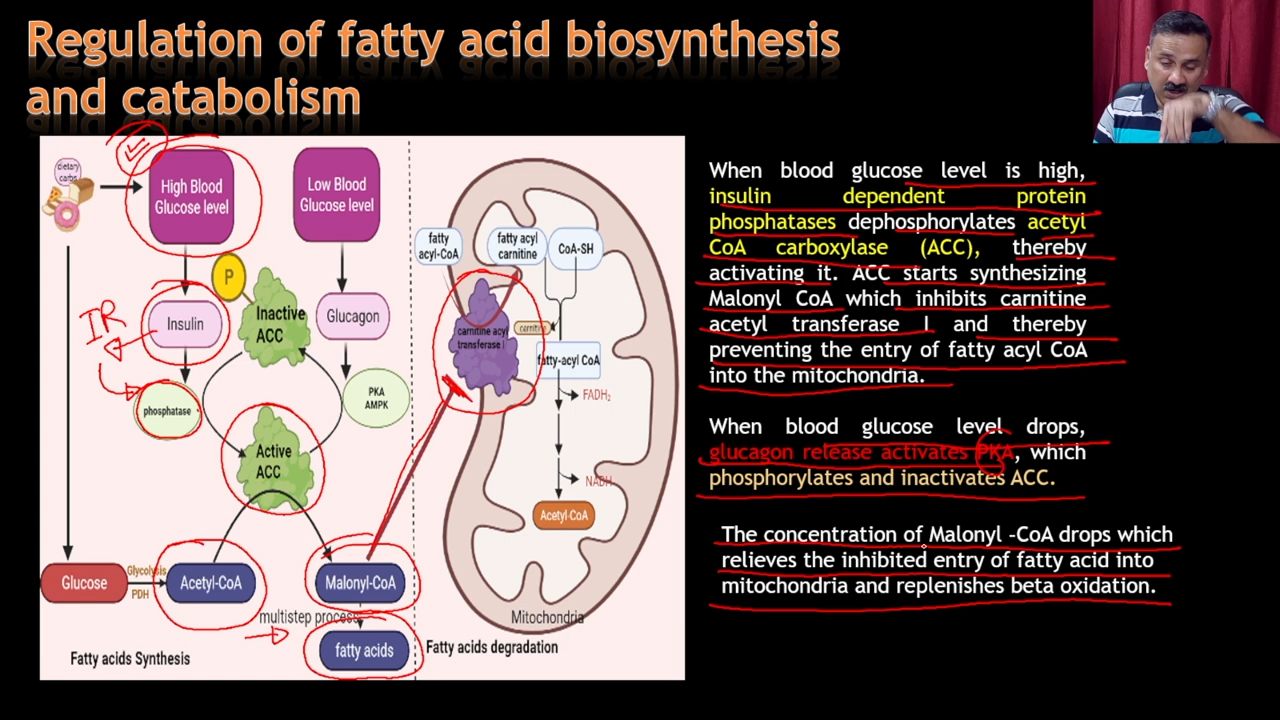 Regulation of fatty acid biosynthesis
and catabolism
dietary
carbs
High Blood
Glucose level
Low Blood
Glucose level
P
Inactive
ACC
Insulin
IR
Glucagon
phosphatase
PKA
AMPK
Active
ACC
Glucose
Glycolysis
PDH
Acetyl-CoA
Malonyl-CoA
multistep process
fatty acids
Fatty acids Synthesis
fatty
acyl-CoA
fatty acyl
carnitine
CoA-SH
carnitine acyl
transferase I
carnitine
fatty-acyl CoA
FADH₂
NADH
Acetyl-CoA
Mitochondria
Fatty acids degradation
When blood glucose level is high,
insulin dependent protein
phosphatases dephosphorylates acetyl
CoA carboxylase (ACC), thereby
activating it. ACC starts synthesizing
Malonyl CoA which inhibits carnitine
acetyl transferase I and thereby
preventing the entry of fatty acyl CoA
into the mitochondria.
When blood glucose level drops,
glucagon release activates PKA, which
phosphorylates and inactivates ACC.
The concentration of Malonyl -CoA drops which
relieves the inhibited entry of fatty acid into
mitochondria and replenishes beta oxidation.